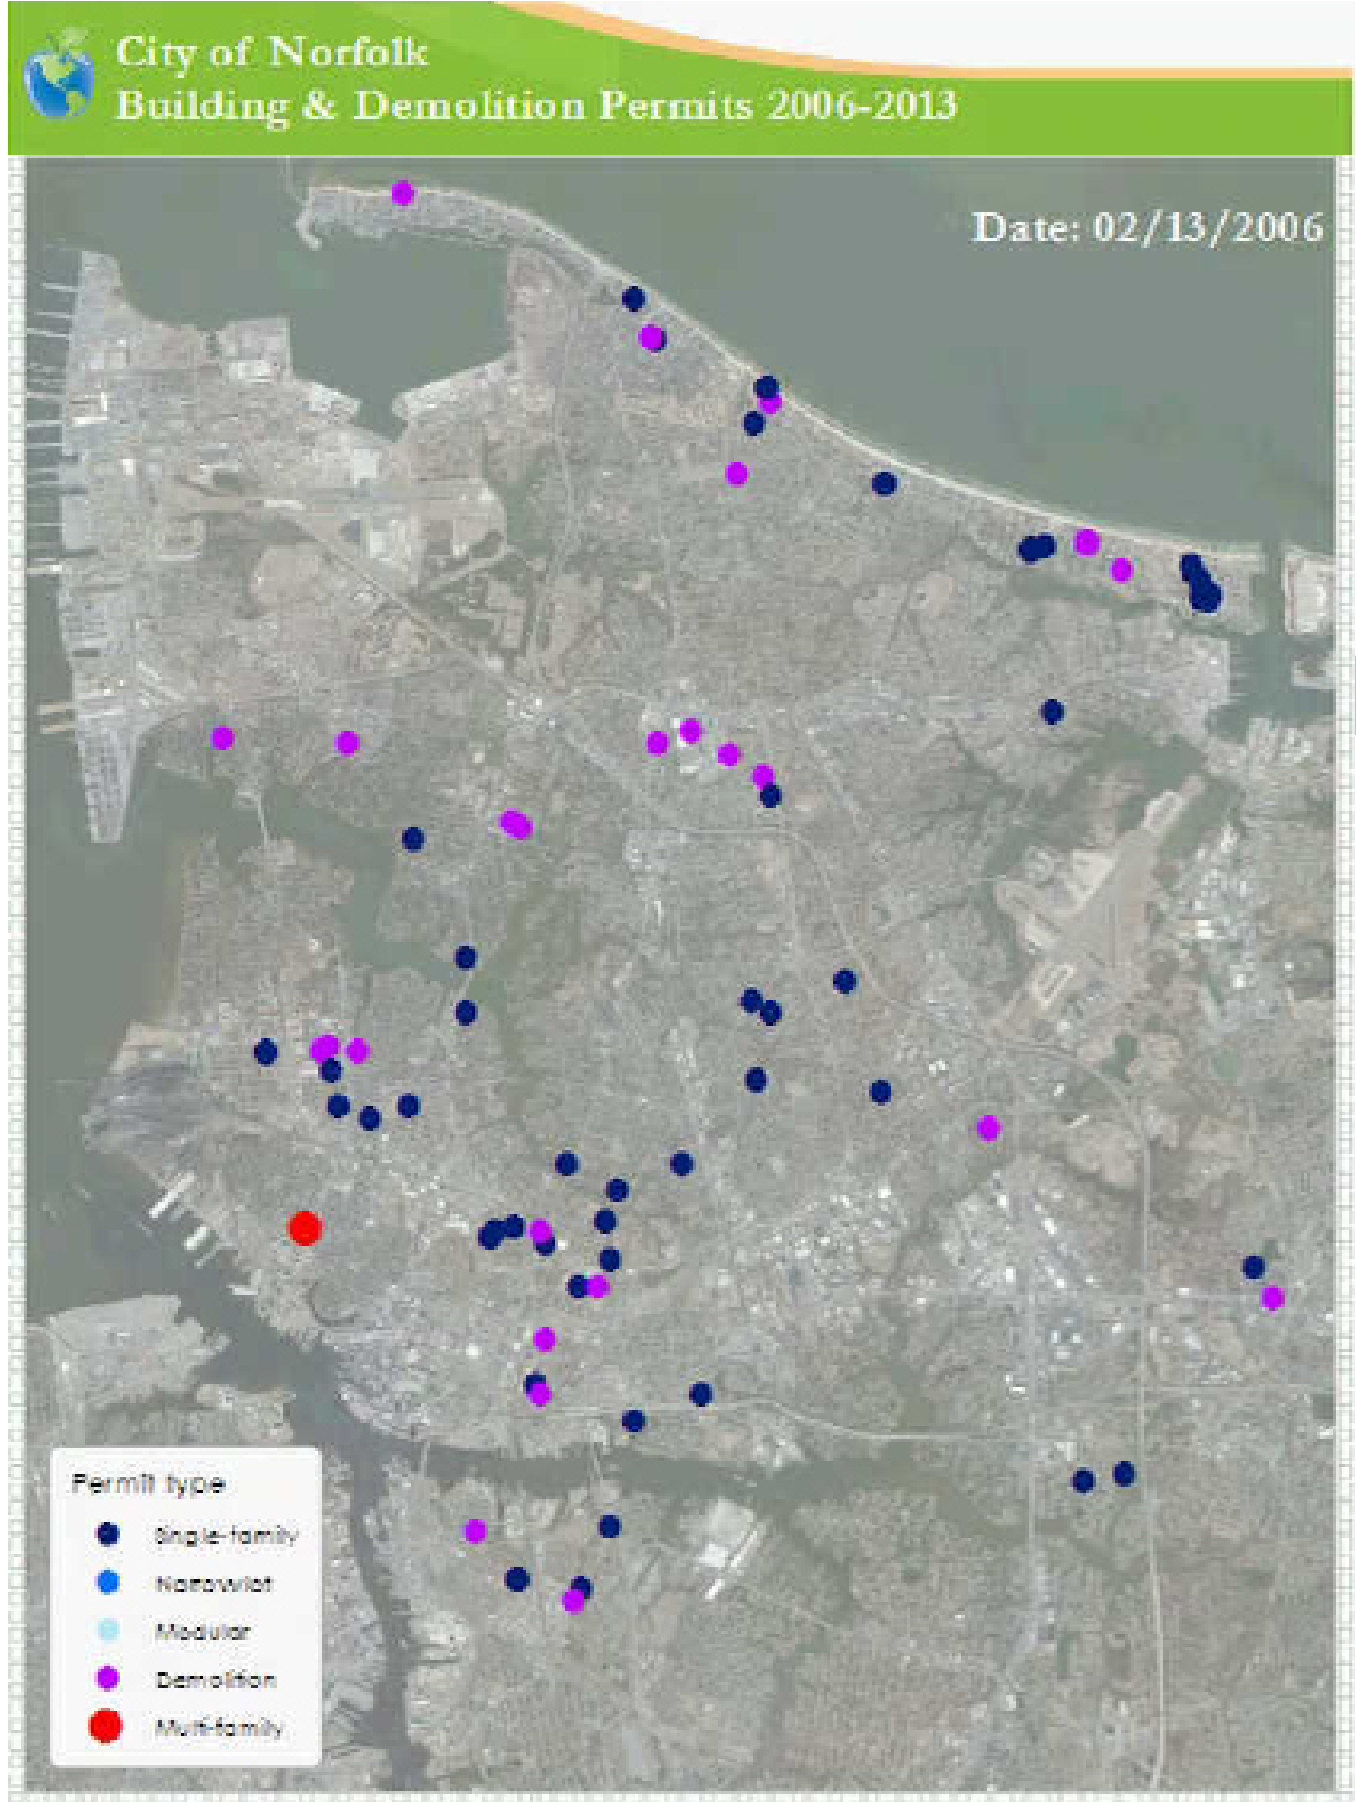 City of Norfolk
Building & Demolition Permits 2006-2013
Date: 02/13/2006
Permit type
Single-family
Narrowlot
Modular
Demolition
Multi-family